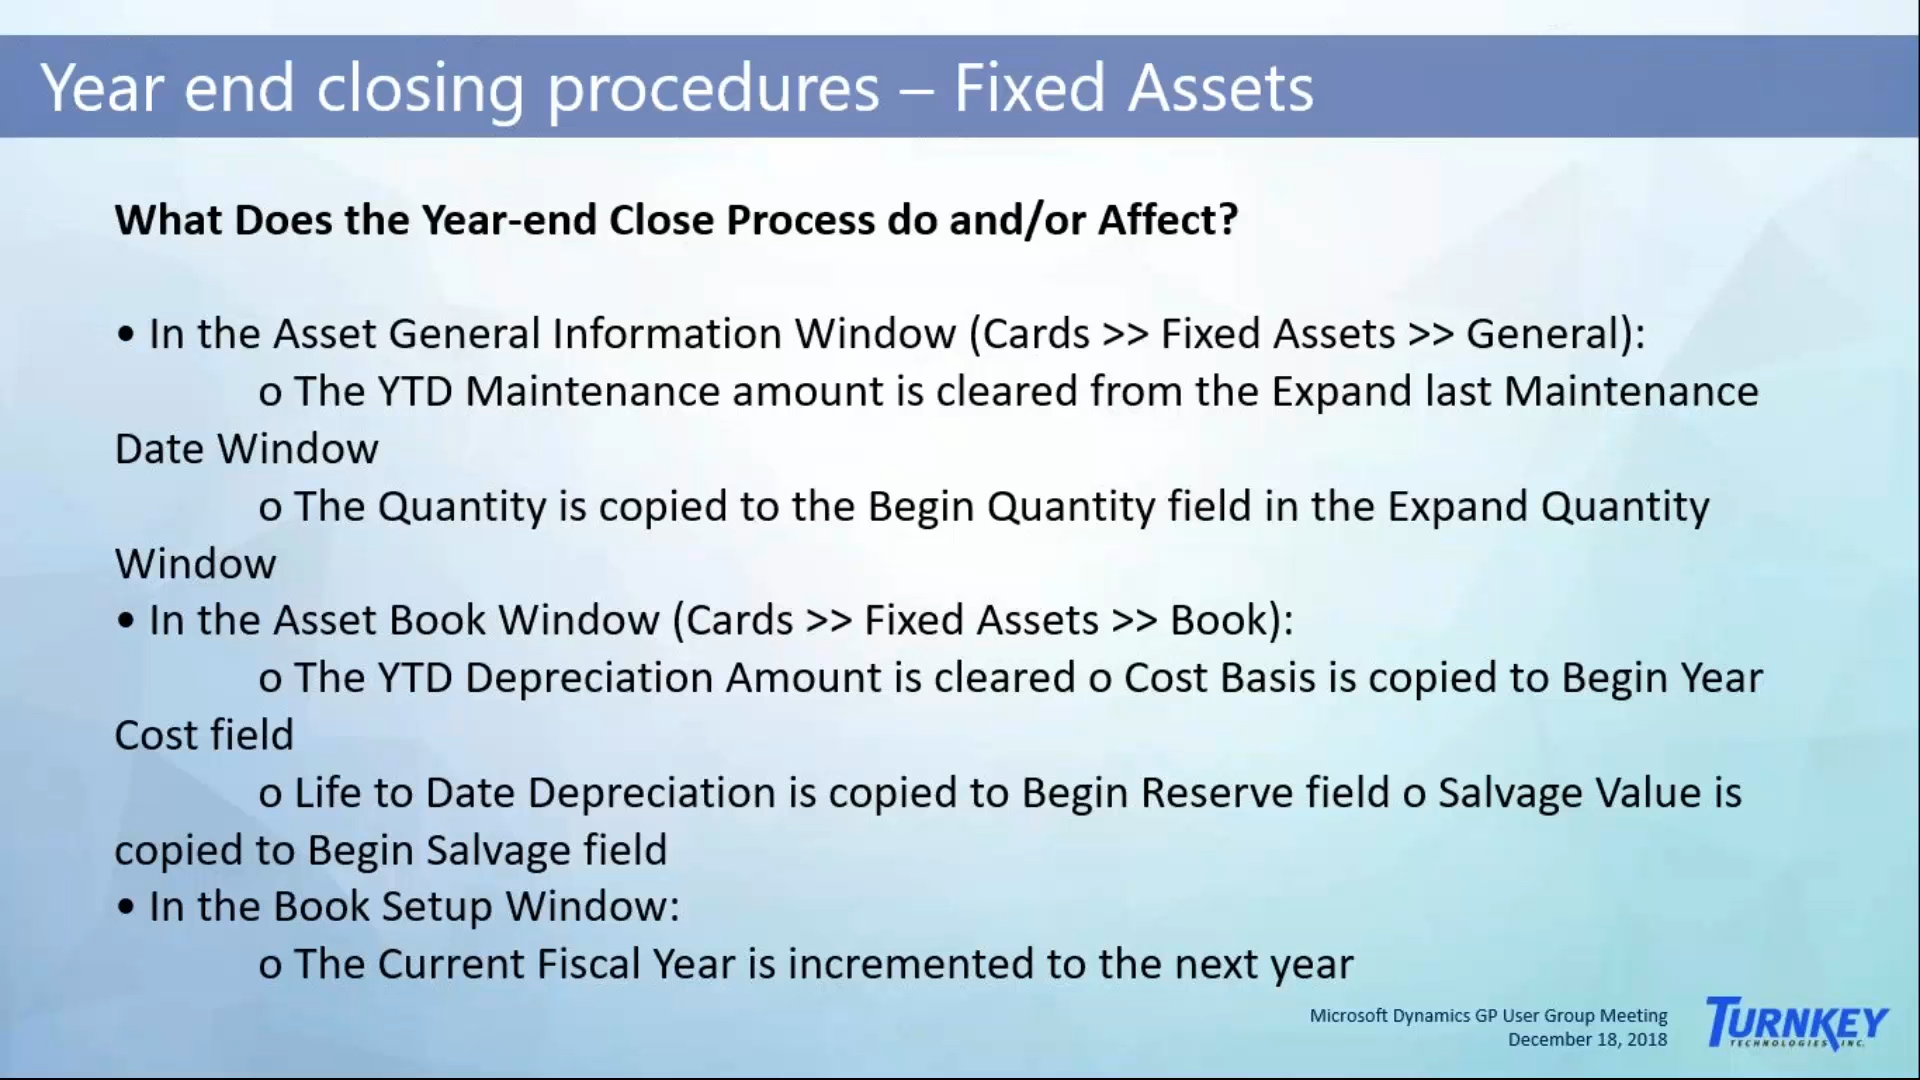 Year end closing procedures – Fixed Assets
What Does the Year-end Close Process do and/or Affect?
• In the Asset General Information Window (Cards >> Fixed Assets >> General):
o The YTD Maintenance amount is cleared from the Expand last Maintenance
Date Window
o The Quantity is copied to the Begin Quantity field in the Expand Quantity
Window
• In the Asset Book Window (Cards >> Fixed Assets >> Book):
o The YTD Depreciation Amount is cleared o Cost Basis is copied to Begin Year
Cost field
o Life to Date Depreciation is copied to Begin Reserve field o Salvage Value is
copied to Begin Salvage field
• In the Book Setup Window:
o The Current Fiscal Year is incremented to the next year
Microsoft Dynamics GP User Group Meeting
December 18, 2018
TURNKEY
TECHNOLOGIES, INC.